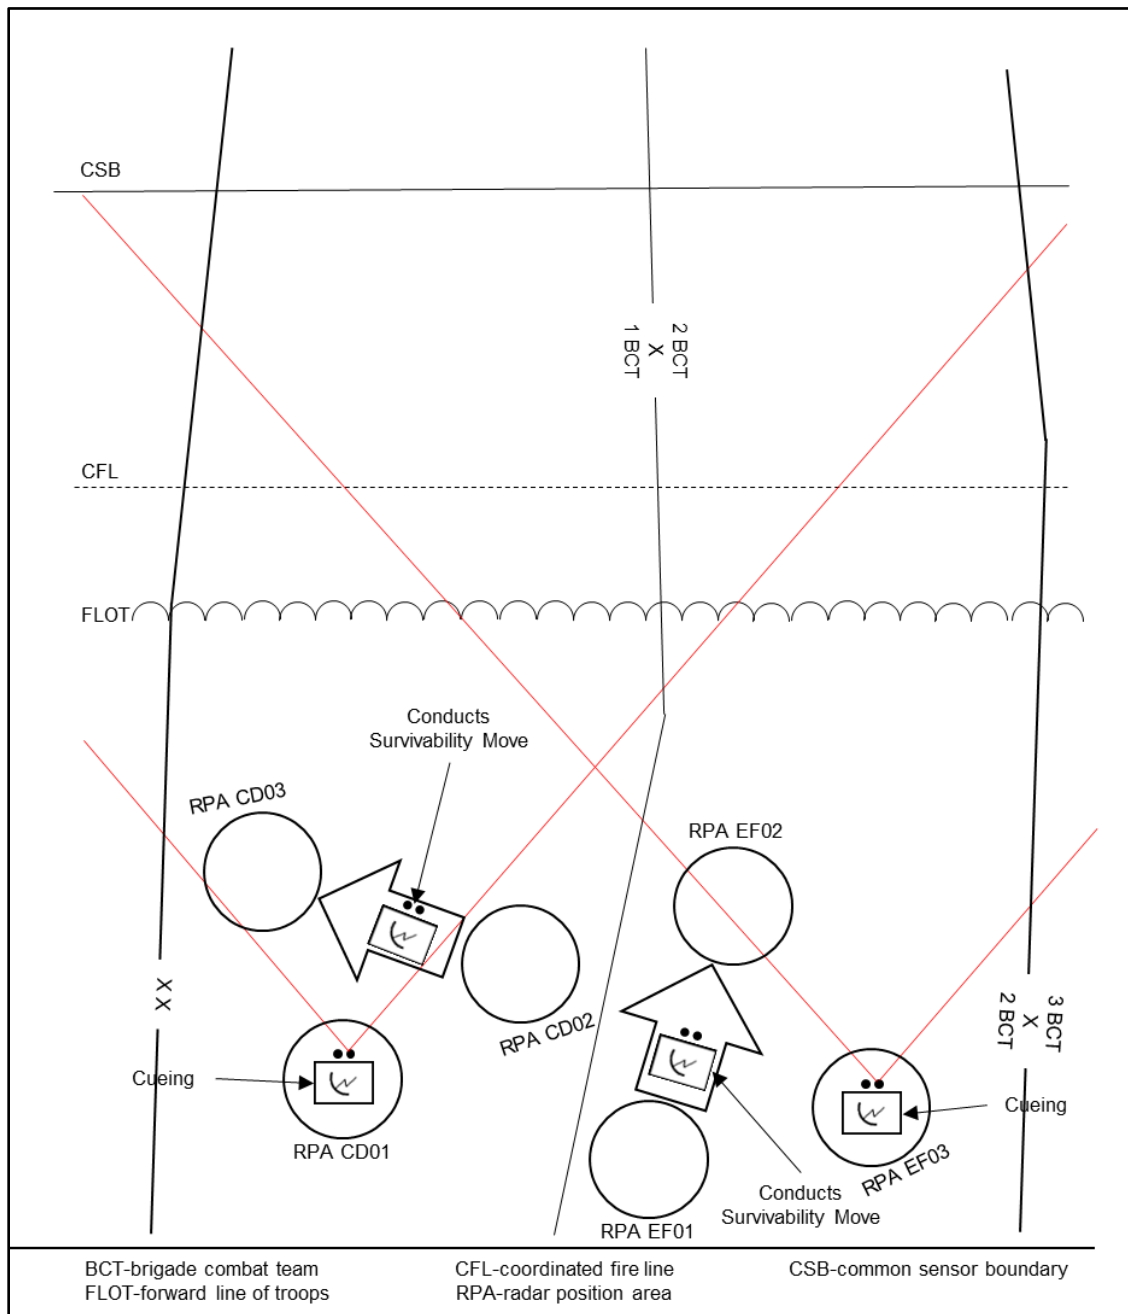 CSB
2 BCT
X
1 BCT
CFL
FLOT
Conducts
Survivability Move
RPA CD03
RPA EF02
X X
RPA CD02
3 BCT
X
2 BCT
Cueing
Cueing
RPA CD01
RPA EF03
Conducts
Survivability Move
RPA EF01
BCT-brigade combat team
CFL-coordinated fire line
CSB-common sensor boundary
FLOT-forward line of troops
RPA-radar position area